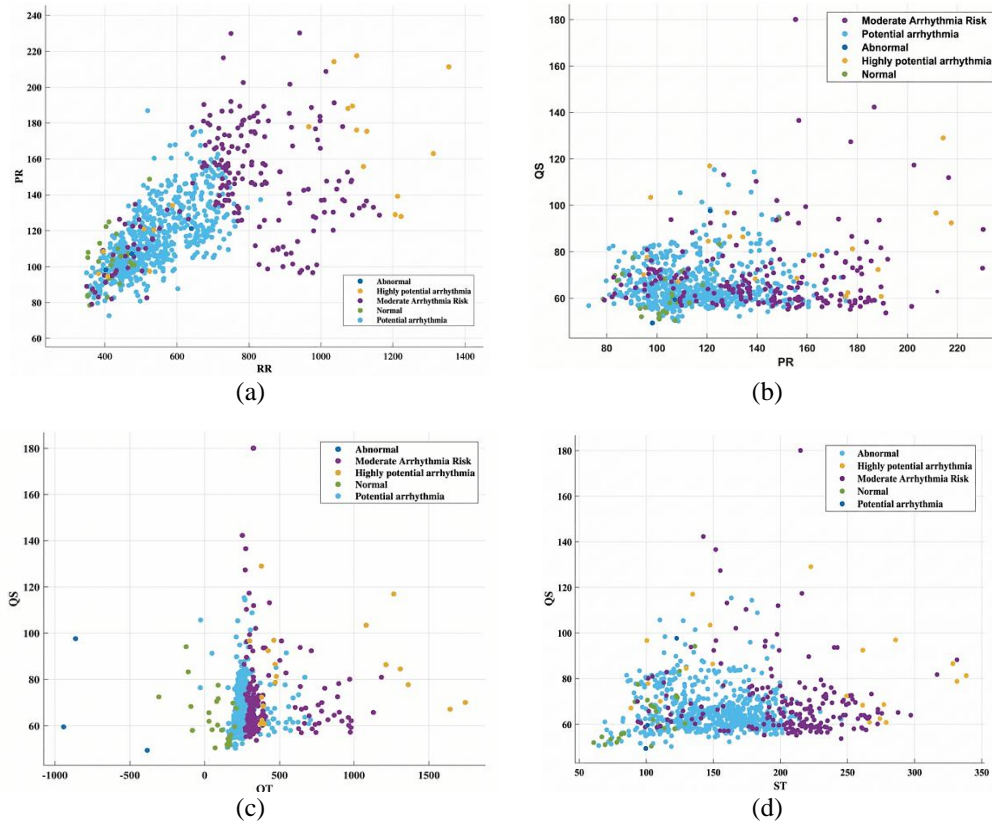 240
220
200
180
160
140
120
100
80
60
PR
400 600 800 1000 1200 1400
RR
Abnormal
Highly potential arrhythmia
Moderate Arrhythmia Risk
Normal
Potential arrhythmia
(a)
180
160
140
120
100
80
60
QS
80 100 120 140 160 180 200 220
PR
Moderate Arrhythmia Risk
Potential arrhythmia
Abnormal
Highly potential arrhythmia
Normal
(b)
180
160
140
120
100
80
60
QS
-1000 -500 0 500 1000 1500
QT
Abnormal
Moderate Arrhythmia Risk
Highly potential arrhythmia
Normal
Potential arrhythmia
(c)
180
160
140
120
100
80
60
QS
50 100 150 200 250 300 350
ST
Abnormal
Highly potential arrhythmia
Moderate Arrhythmia Risk
Normal
Potential arrhythmia
(d)